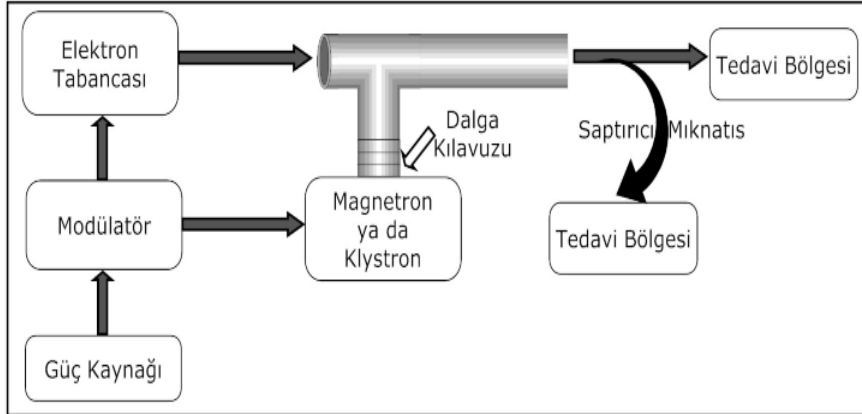 Elektron
Tabancası
Tedavi Bölgesi
Dalga
Kılavuzu
Saptırıcı Mıknatıs
Modülatör
Magnetron
ya da
Klystron
Tedavi Bölgesi
Güç Kaynağı